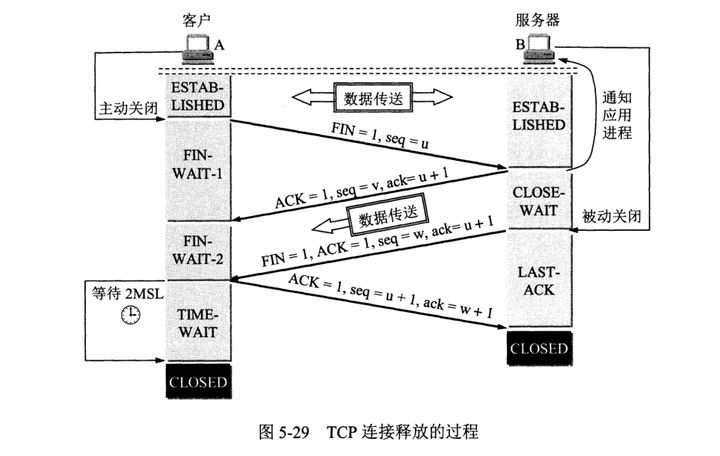 客户
服务器
A
B
ESTAB-
LISHED
数据传送
ESTAB-
LISHED
通知
应用
进程
主动关闭
FIN = 1, seq = u
FIN-
WAIT-1
ACK = 1, seq = v, ack= u + 1
CLOSE-
WAIT
数据传送
被动关闭
FIN-
WAIT-2
FIN = 1, ACK = 1, seq = w, ack= u + 1
LAST-
ACK
等待 2MSL
TIME-
WAIT
ACK = 1, seq = u + 1, ack = w + 1
CLOSED
CLOSED
图 5-29 TCP 连接释放的过程